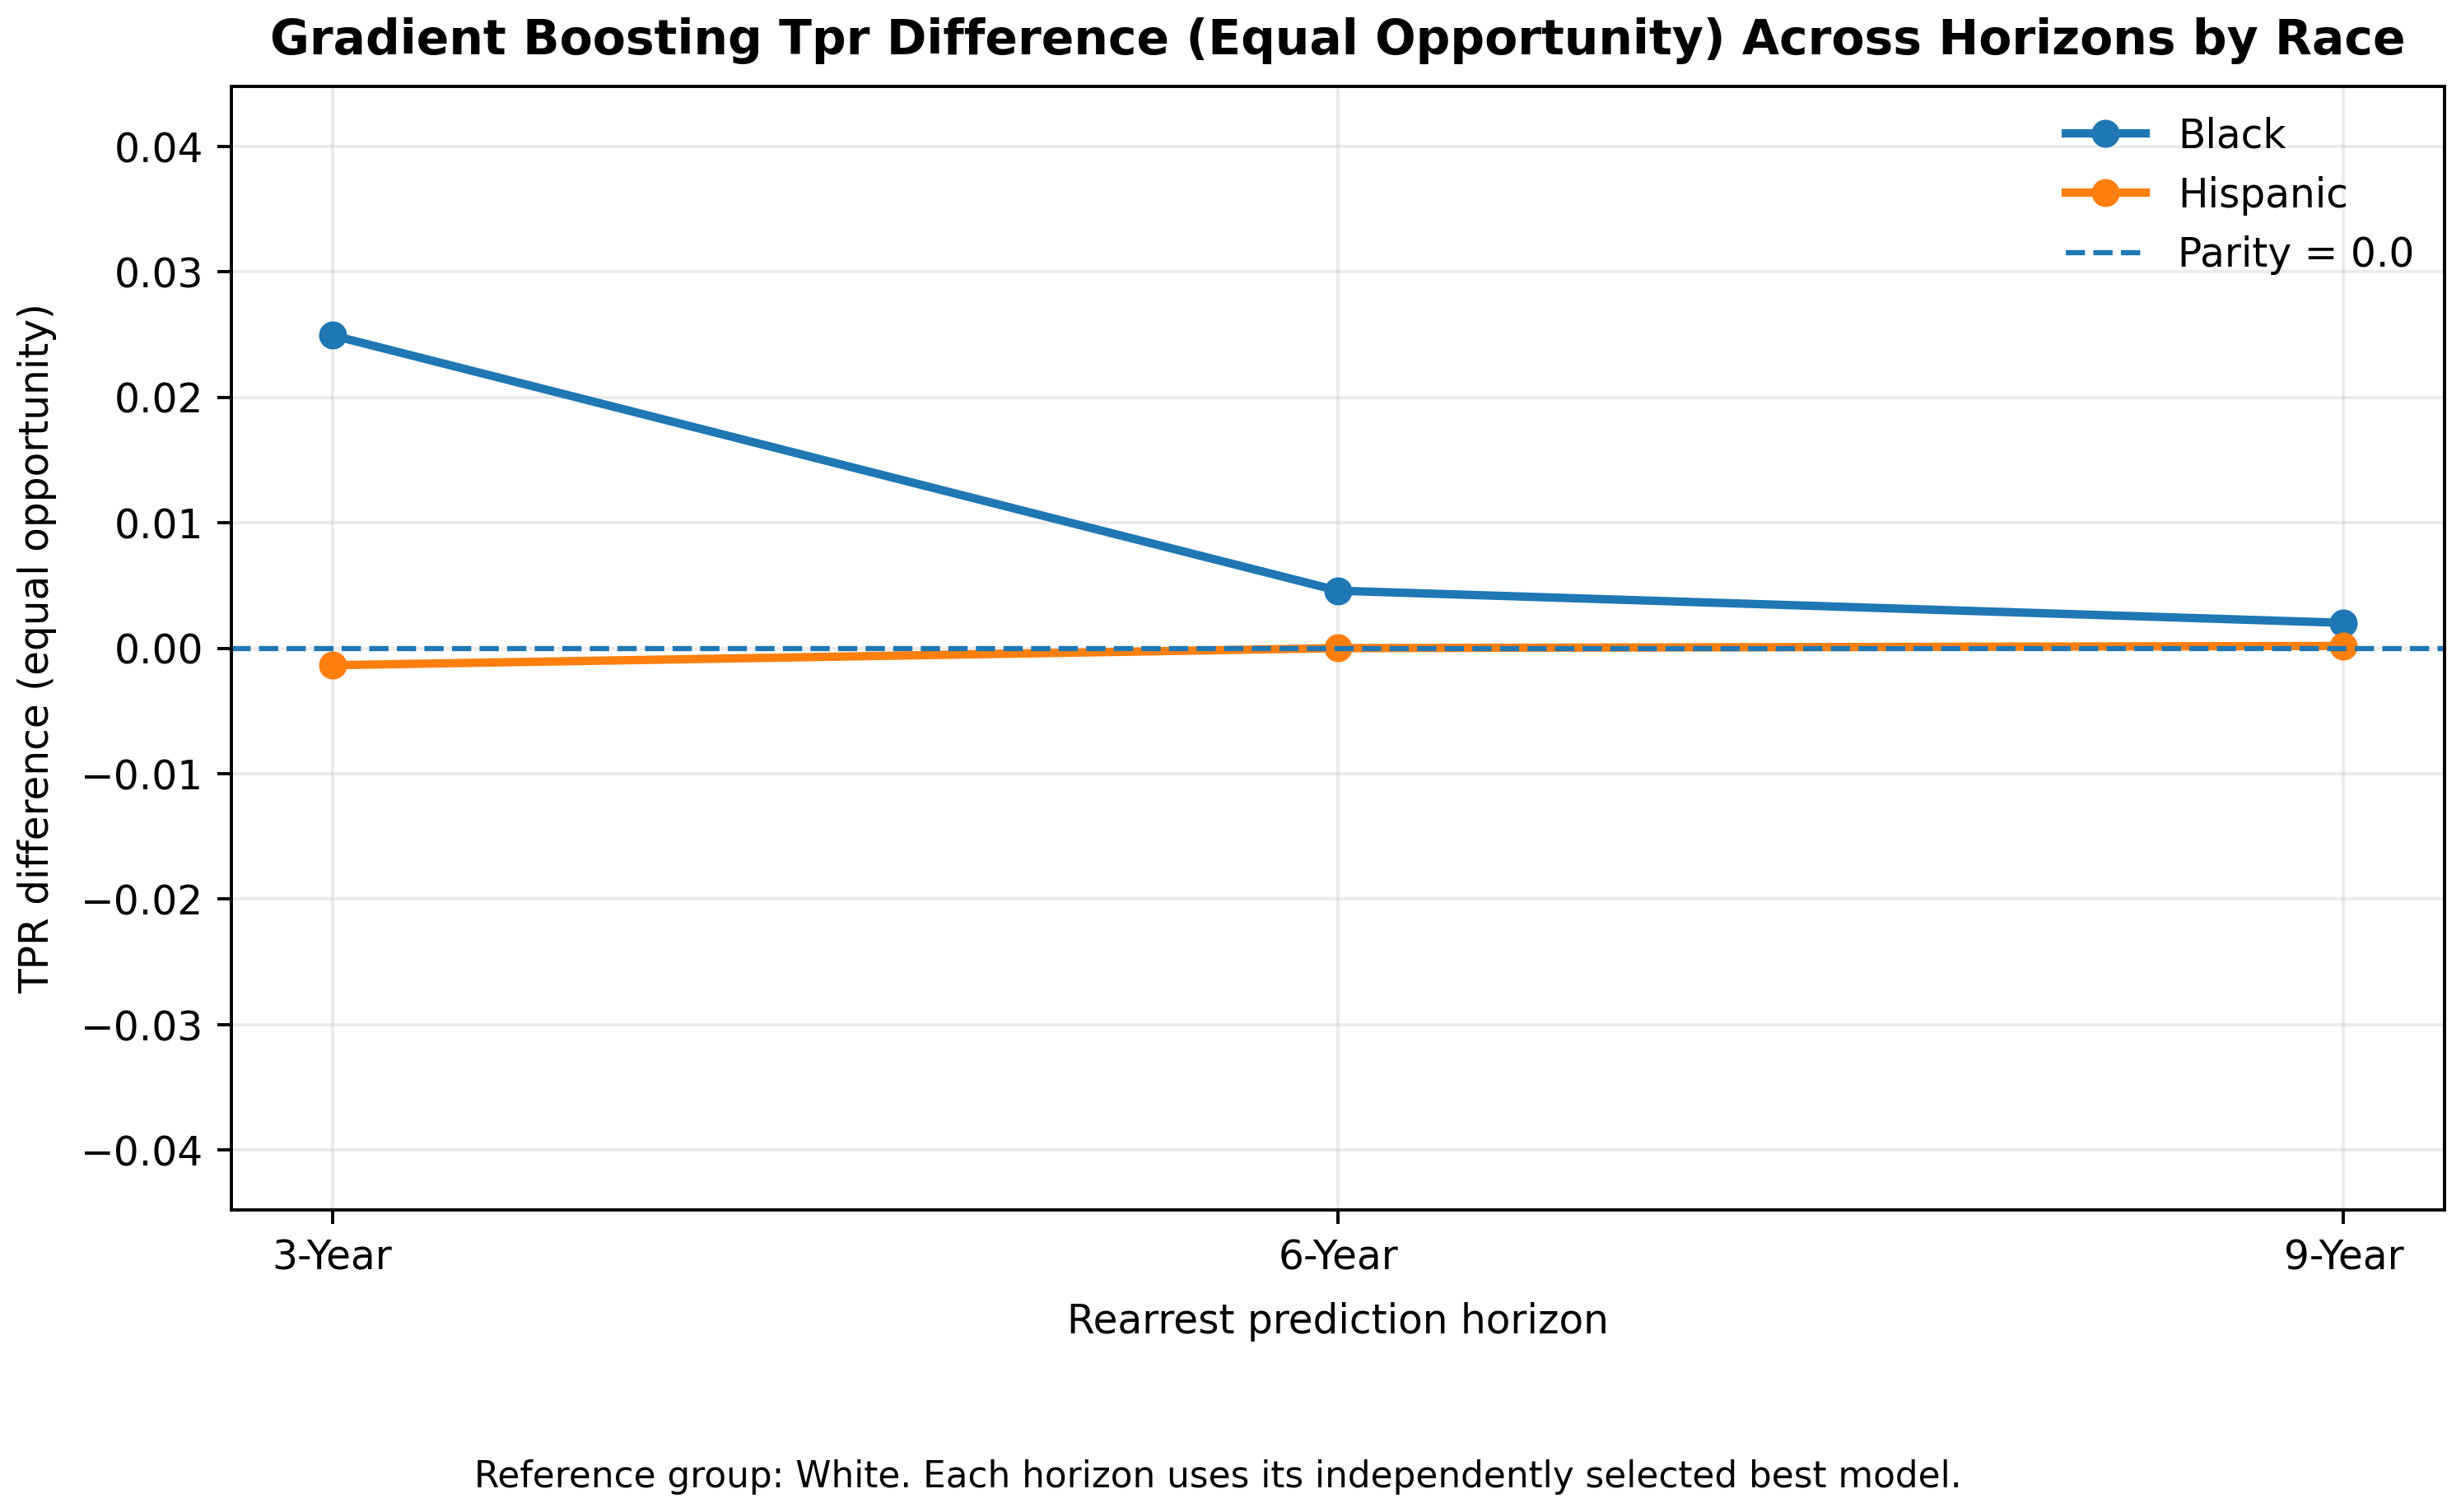 Gradient Boosting Tpr Difference (Equal Opportunity) Across Horizons by Race
Black
Hispanic
Parity = 0.0
TPR difference (equal opportunity)
0.04
0.03
0.02
0.01
0.00
−0.01
−0.02
−0.03
−0.04
3-Year
6-Year
9-Year
Rearrest prediction horizon
Reference group: White. Each horizon uses its independently selected best model.